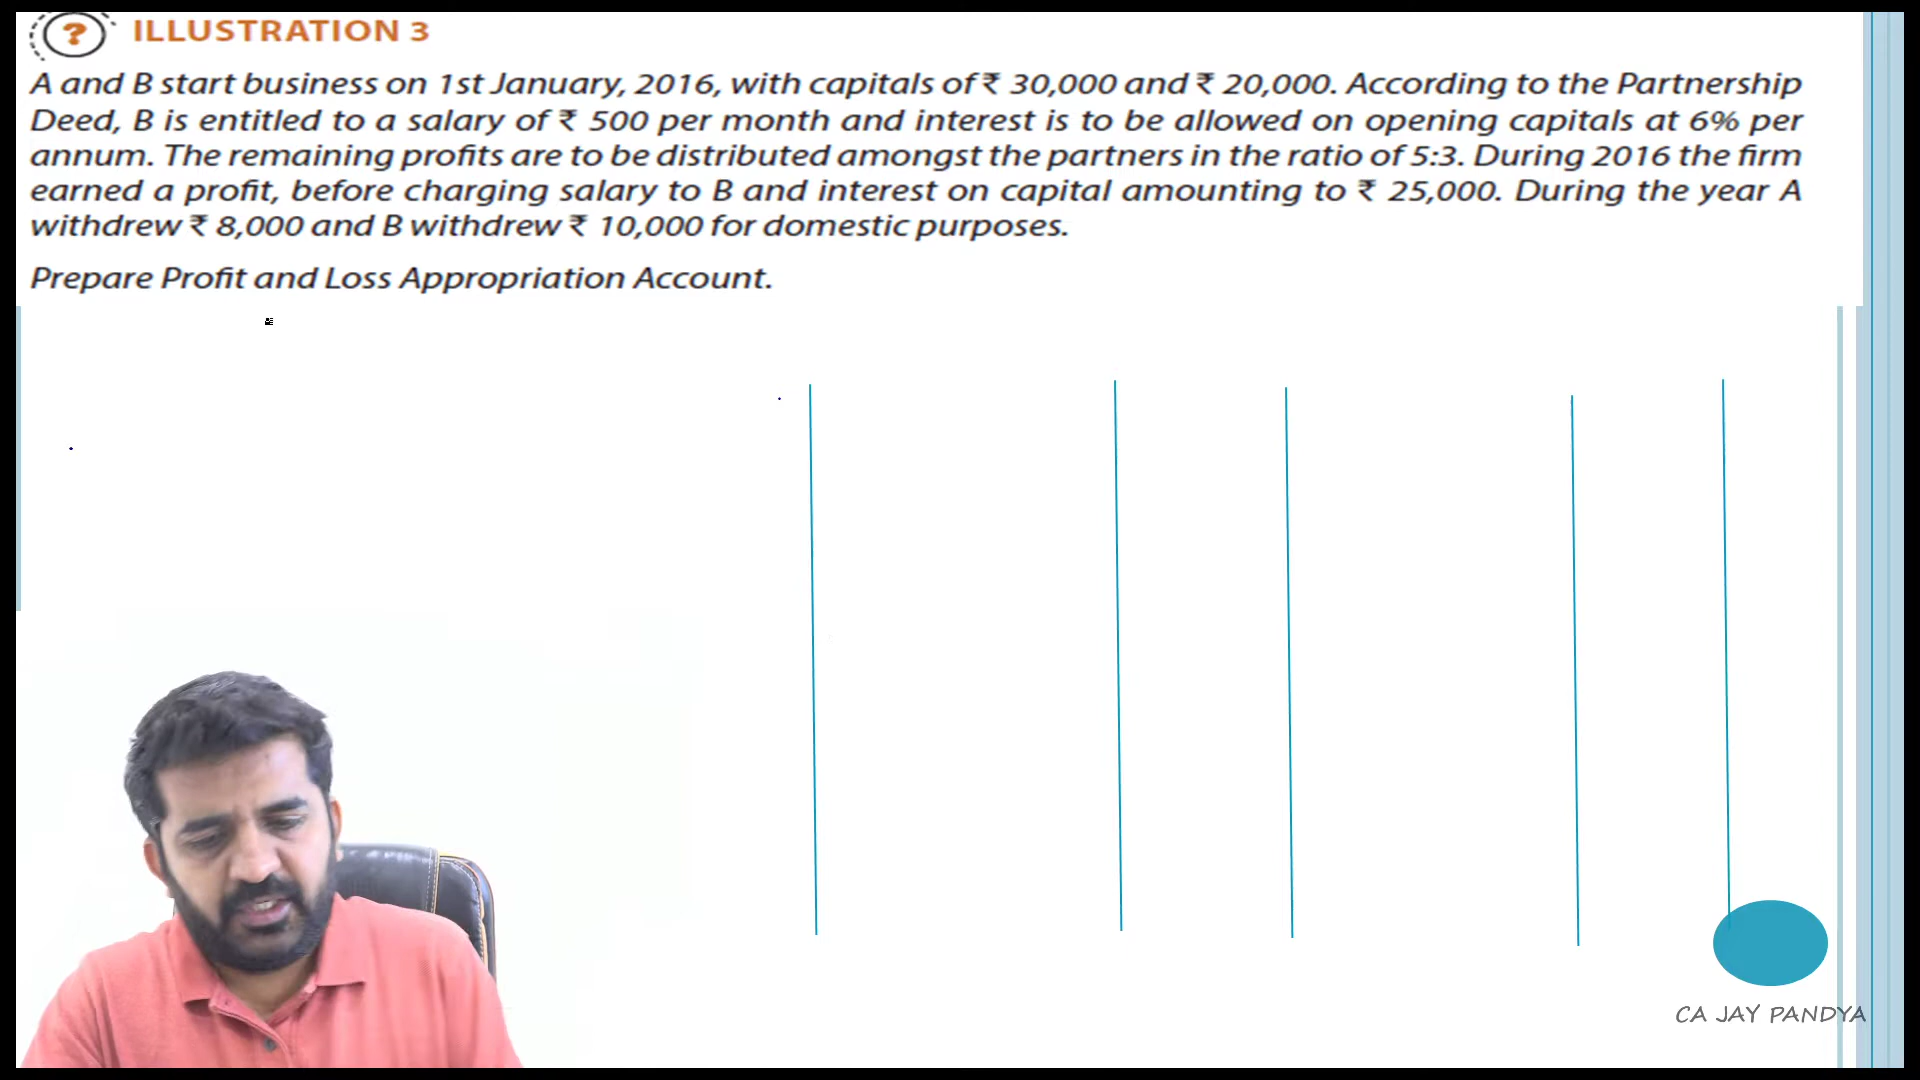 ?
ILLUSTRATION 3
A and B start business on 1st January, 2016, with capitals of ₹ 30,000 and ₹ 20,000. According to the Partnership
Deed, B is entitled to a salary of ₹ 500 per month and interest is to be allowed on opening capitals at 6% per
annum. The remaining profits are to be distributed amongst the partners in the ratio of 5:3. During 2016 the firm
earned a profit, before charging salary to B and interest on capital amounting to ₹ 25,000. During the year A
withdrew ₹ 8,000 and B withdrew ₹ 10,000 for domestic purposes.
Prepare Profit and Loss Appropriation Account.
CA JAY PANDYA